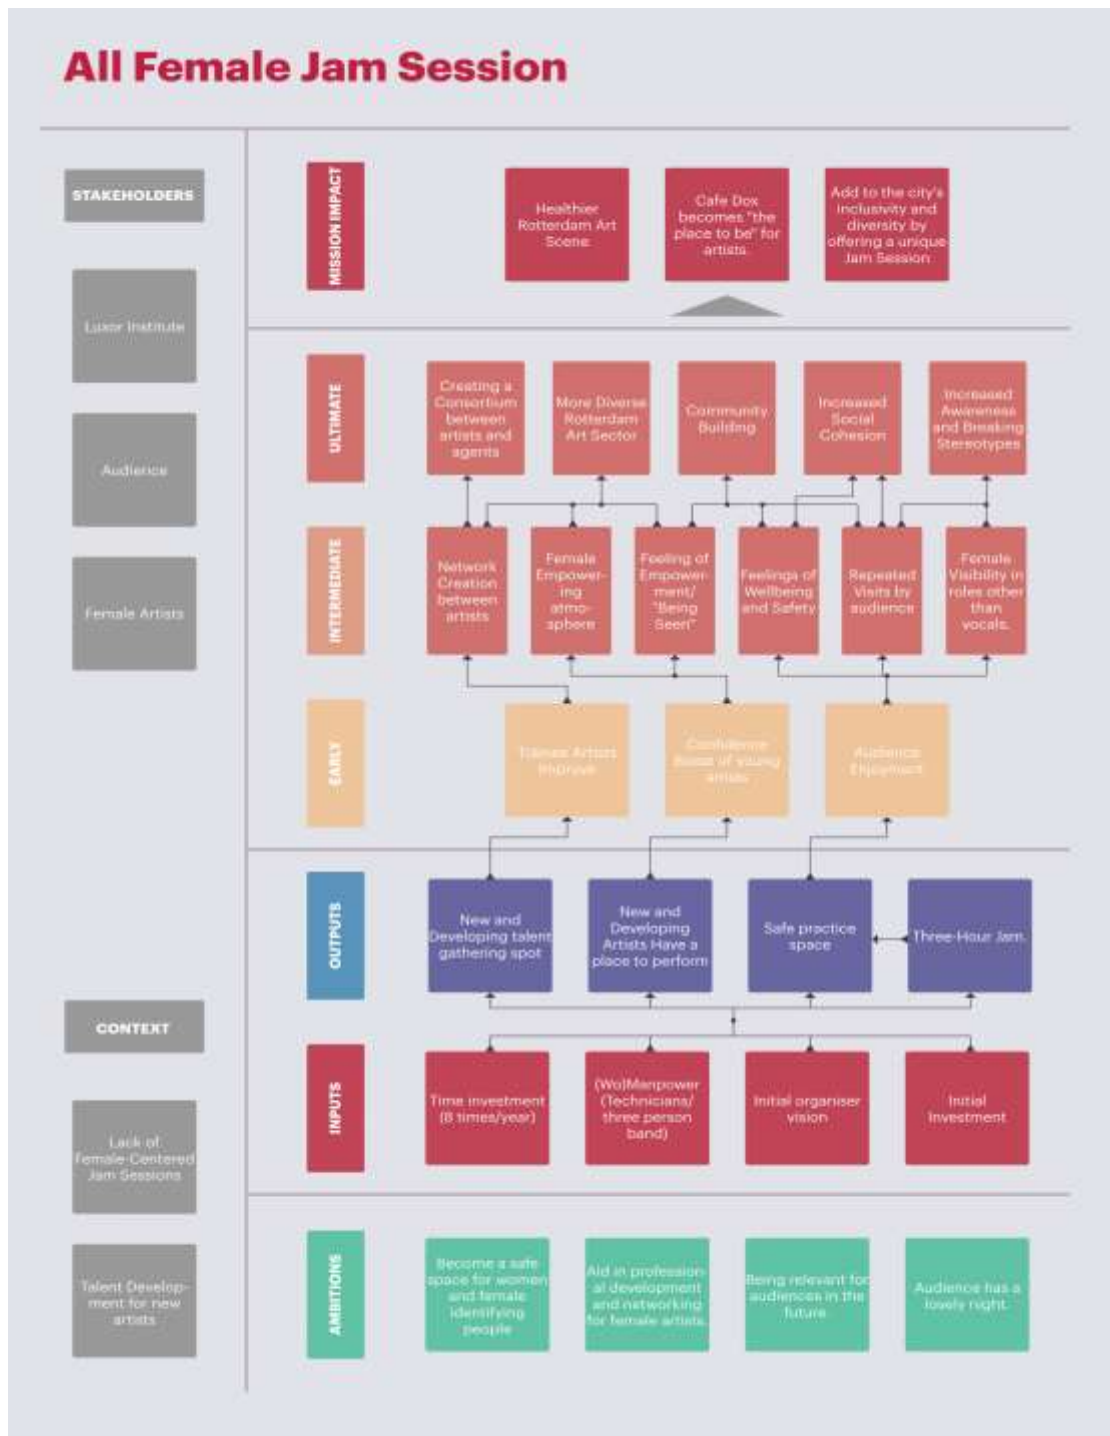 All Female Jam Session
STAKEHOLDERS
Luxor Institute
Audience
Female Artists
CONTEXT
Lack of
Female-Centered
Jam Sessions
Talent Develop-
ment for new
artists
MISSION IMPACT
Healthier
Rotterdam Art
Scene
Cafe Dox
becomes "the
place to be" for
artists.
Add to the city's
inclusivity and
diversity by
offering a unique
Jam Session
ULTIMATE
Creating a
Consortium
between
artists and
agents
More Diverse
Rotterdam
Art Sector
Community
Building
Increased
Social
Cohesion
Increased
Awareness
and Breaking
Stereotypes
INTERMEDIATE
Network
Creation
between
artists
Female
Empower-
ing
atmo-
sphere
Feeling of
Empower-
ment/
"Being
Seen"
Feelings of
Wellbeing
and Safety
Repeated
Visits by
audience
Female
Visibility in
roles other
than
vocals.
EARLY
Trainee Artists
Improve
Confidence
Boost of young
artists
Audience
Enjoyment
OUTPUTS
New and
Developing talent
gathering spot
New and
Developing
Artists Have a
place to perform
Safe practice
space
Three-Hour Jam.
INPUTS
Time investment
(8 times/year)
(Wo)Manpower
(Technicians/
three person
band)
Initial organiser
vision
Initial
Investment
AMBITIONS
Become a safe
space for women
and female
identifying
people
Aid in profession-
al development
and networking
for female artists.
Being relevant for
audiences in the
future
Audience has a
lovely night.